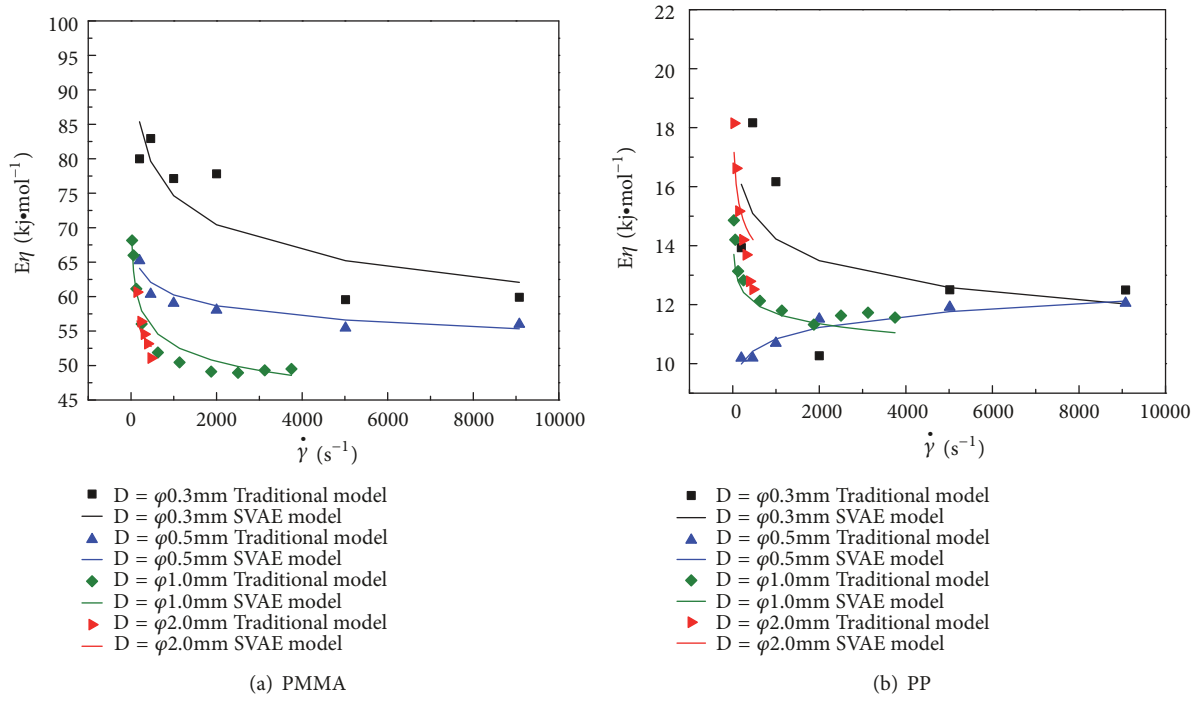 100
95
90
85
80
75
70
65
60
55
50
45
Eη (kj•mol⁻¹)
0 2000 4000 6000 8000 10000
γ̇ (s⁻¹)
■ D = φ0.3mm Traditional model
— D = φ0.3mm SVAE model
▲ D = φ0.5mm Traditional model
— D = φ0.5mm SVAE model
◆ D = φ1.0mm Traditional model
— D = φ1.0mm SVAE model
▶ D = φ2.0mm Traditional model
— D = φ2.0mm SVAE model
(a) PMMA
22
20
18
16
14
12
10
Eη (kj•mol⁻¹)
0 2000 4000 6000 8000 10000
γ̇ (s⁻¹)
■ D = φ0.3mm Traditional model
— D = φ0.3mm SVAE model
▲ D = φ0.5mm Traditional model
— D = φ0.5mm SVAE model
◆ D = φ1.0mm Traditional model
— D = φ1.0mm SVAE model
▶ D = φ2.0mm Traditional model
— D = φ2.0mm SVAE model
(b) PP